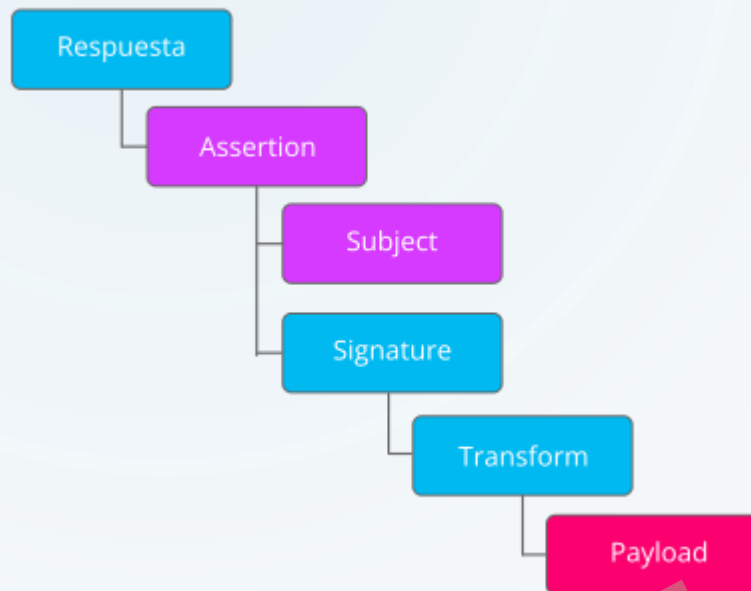 Respuesta
Assertion
Subject
Signature
Transform
Payload